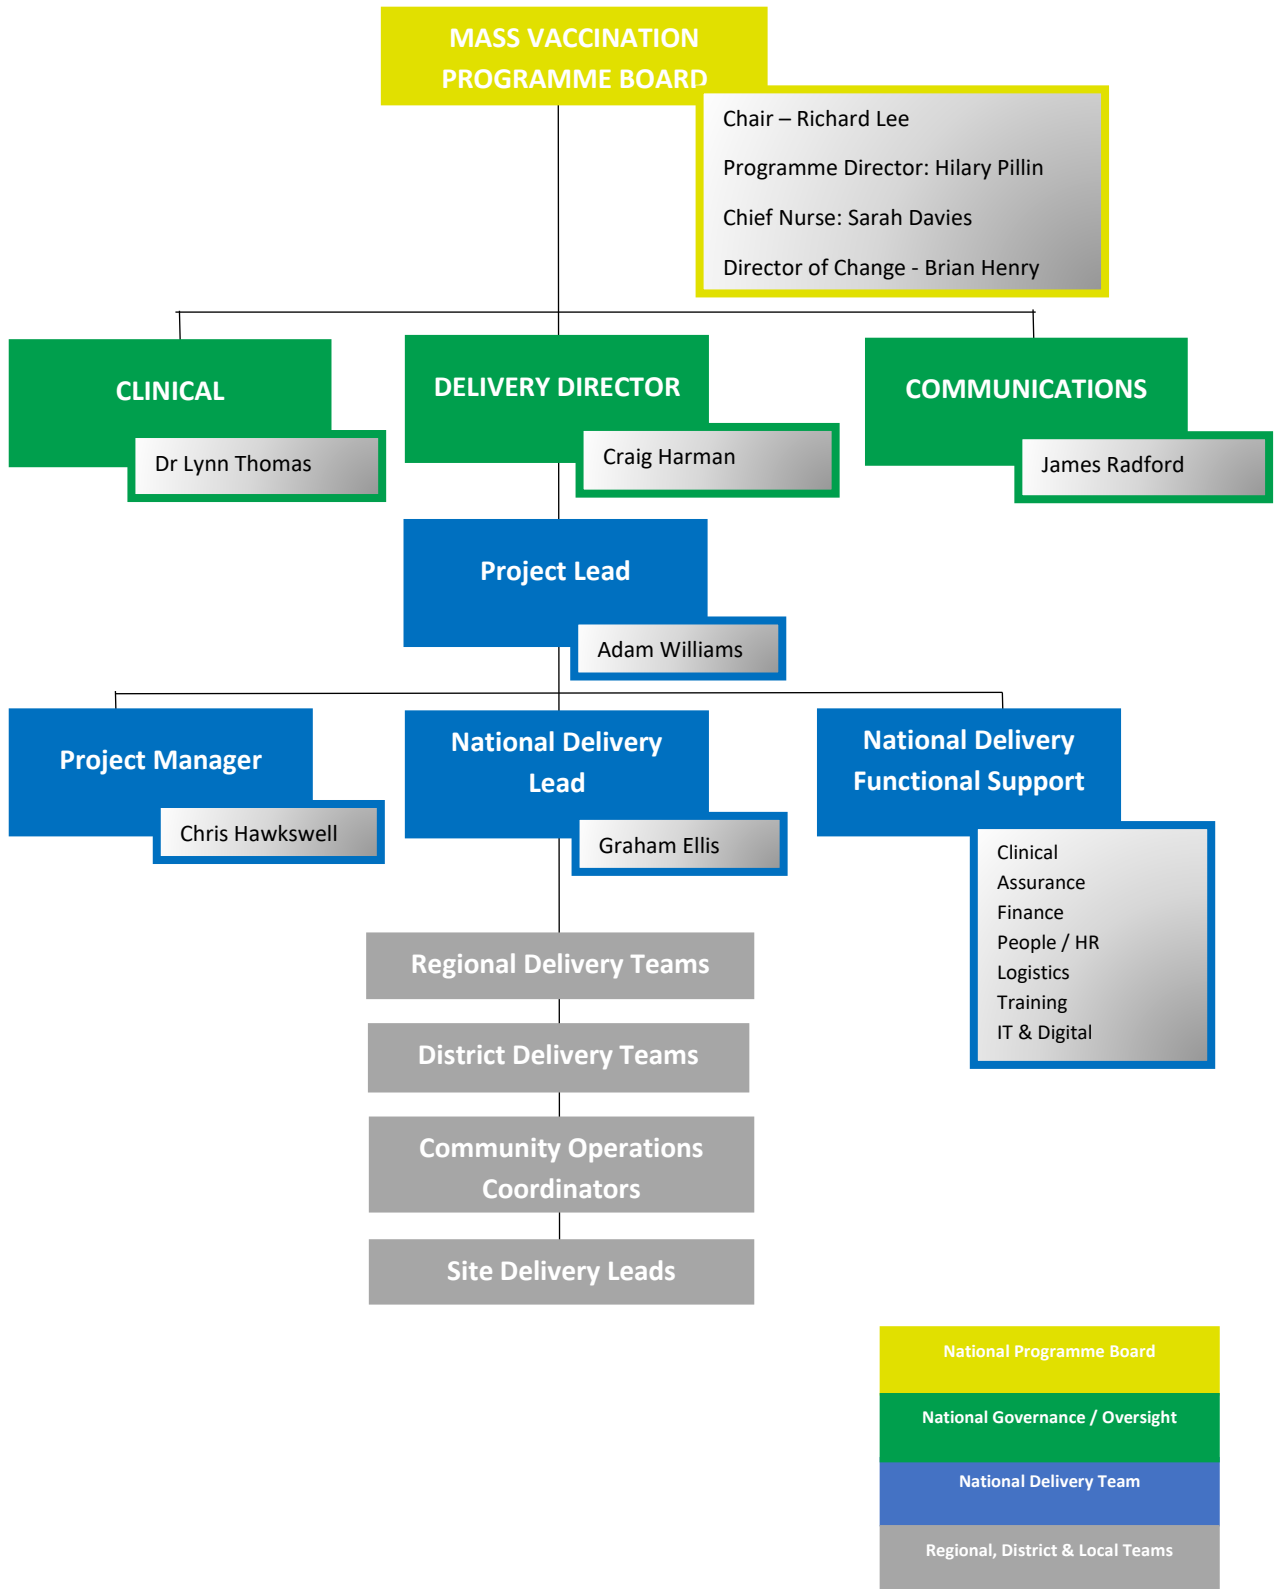 MASS VACCINATION
PROGRAMME BOARD
Chair – Richard Lee
Programme Director: Hilary Pillin
Chief Nurse: Sarah Davies
Director of Change - Brian Henry
CLINICAL
Dr Lynn Thomas
DELIVERY DIRECTOR
Craig Harman
COMMUNICATIONS
James Radford
Project Lead
Adam Williams
Project Manager
Chris Hawkswell
National Delivery
Lead
Graham Ellis
National Delivery
Functional Support
Clinical
Assurance
Finance
People / HR
Logistics
Training
IT & Digital
Regional Delivery Teams
District Delivery Teams
Community Operations
Coordinators
Site Delivery Leads
National Programme Board
National Governance / Oversight
National Delivery Team
Regional, District & Local Teams